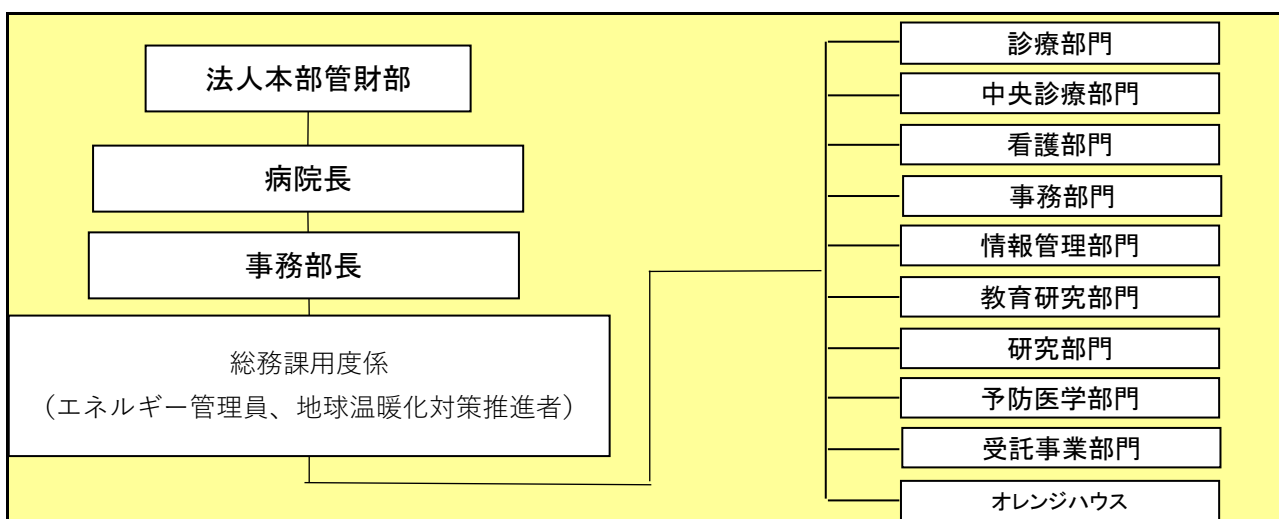 法人本部管財部
病院長
事務部長
総務課用度係
（エネルギー管理員、地球温暖化対策推進者）
診療部門
中央診療部門
看護部門
事務部門
情報管理部門
教育研究部門
研究部門
予防医学部門
受託事業部門
オレンジハウス